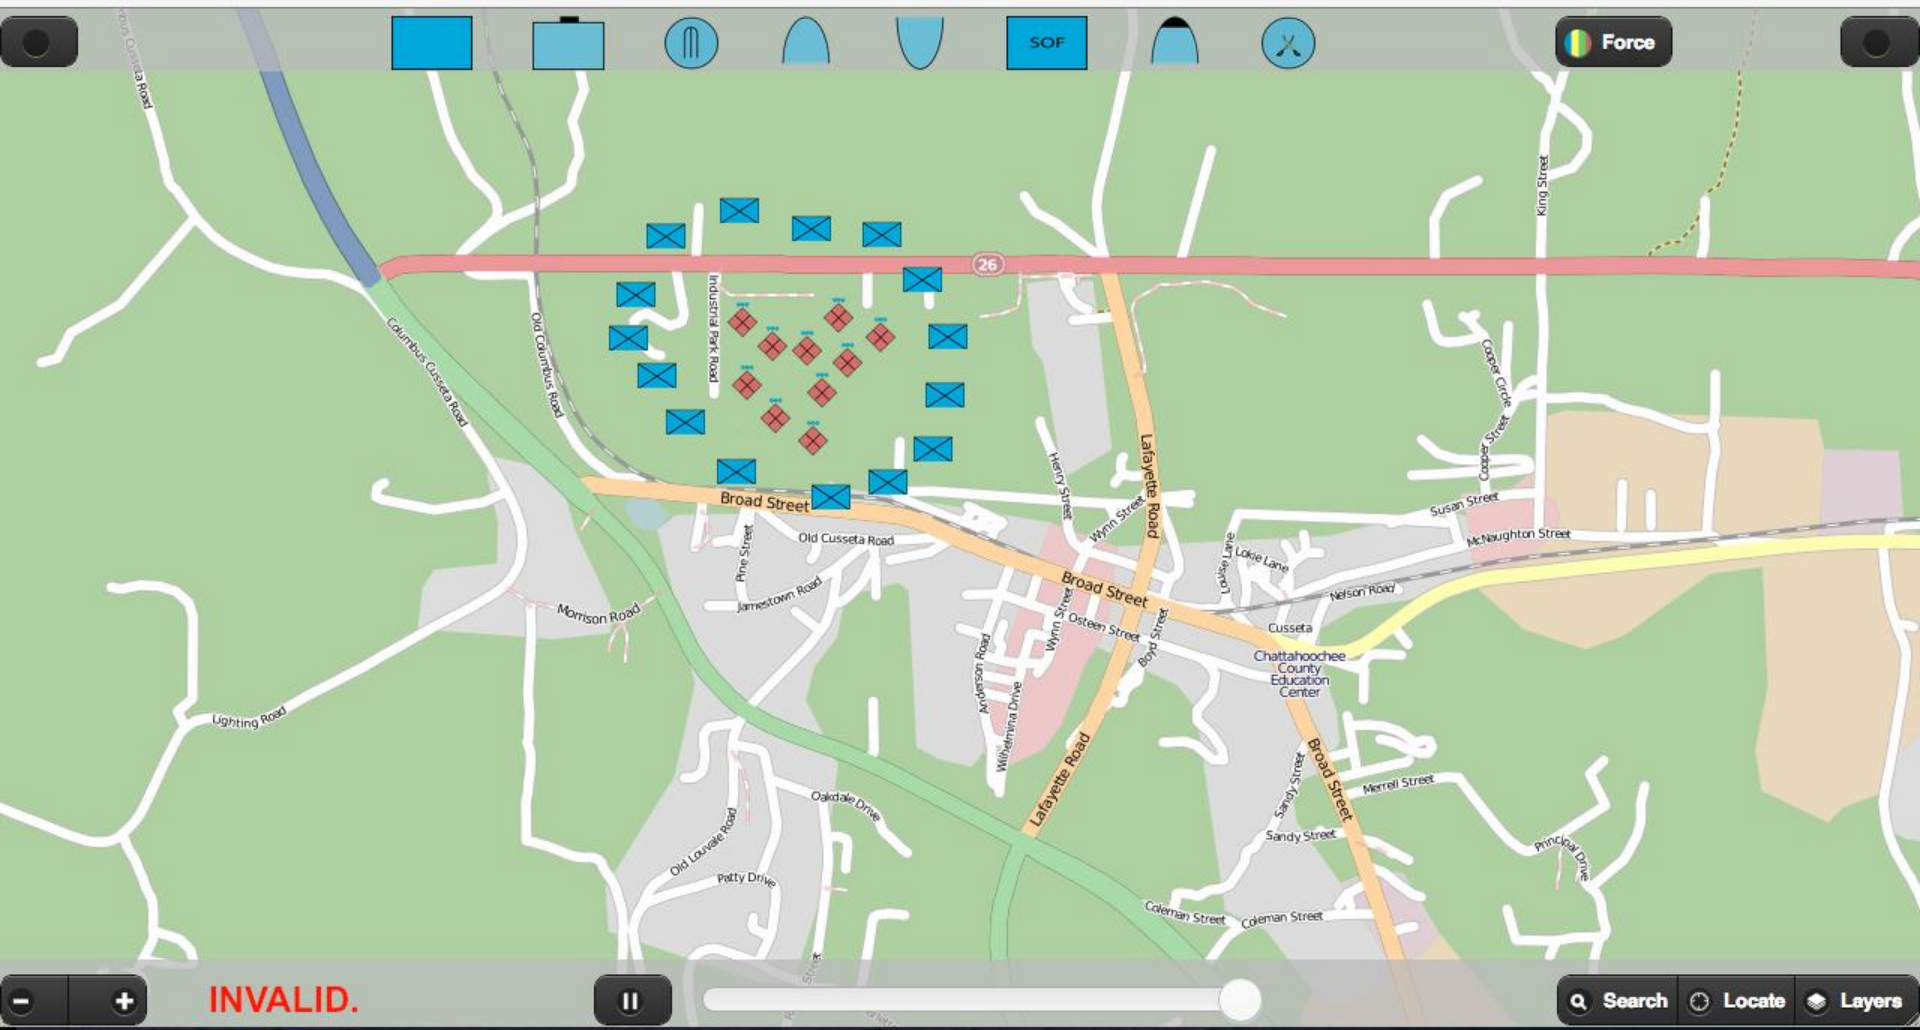 SOF
Force
Columbus Cusseta Road
King Street
26
Industrial Park Road
Old Columbus Road
Columbus Cusseta Road
Cooper Circle
Cooper Street
Lafayette Road
Henry Street
Wynn Street
Susan Street
McNaughton Street
Broad Street
Old Cusseta Road
Pine Street
Jamestown Road
Louise Lane
Lokie Lane
Nelson Road
Broad Street
Morrison Road
Wynn Street
Osteen Street
Boyd Street
Cusseta
Chattahoochee
County
Education
Center
Anderson Road
Wilhelmina Drive
Lighting Road
Lafayette Road
Broad Street
Sandy Street
Merrell Street
Oakdale Drive
Old Louvale Road
Sandy Street
Principal Drive
Patty Drive
Coleman Street
Coleman Street
Street
INVALID.
Search
Locate
Layers